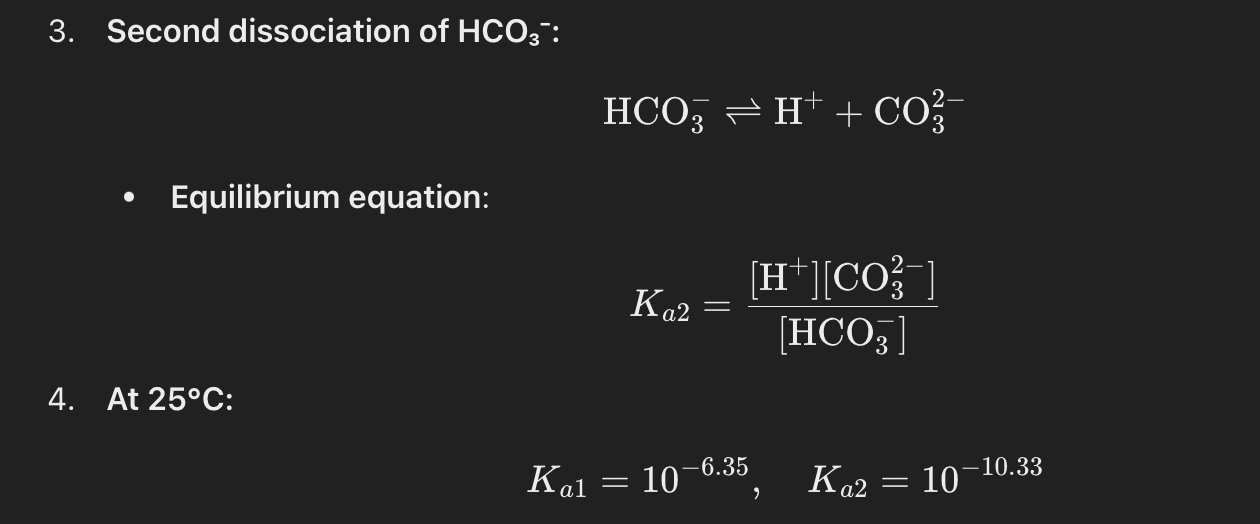 3. Second dissociation of HCO₃⁻:
HCO₃⁻ ⇌ H⁺ + CO₃²⁻
• Equilibrium equation:
Kₐ₂ = [H⁺][CO₃²⁻] / [HCO₃⁻]
4. At 25°C:
Kₐ₁ = 10⁻⁶·³⁵, Kₐ₂ = 10⁻¹⁰·³³